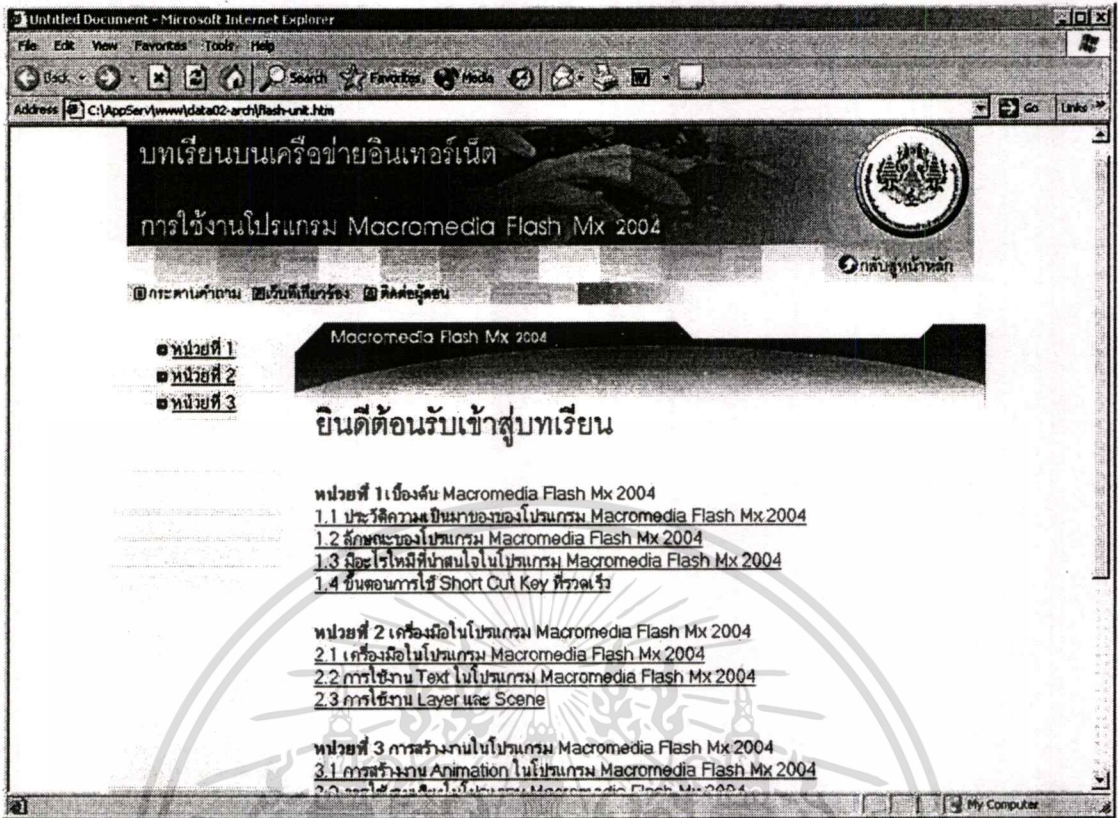 Untitled Document - Microsoft Internet Explorer
File Edit View Favorites Tools Help
Back Search Favorites Media
Address C:\AppServ\www\data02-arch\flash-unit.htm Go Links »
บทเรียนบนเครือข่ายอินเทอร์เน็ต
การใช้งานโปรแกรม Macromedia Flash Mx 2004
กลับสู่หน้าหลัก
กระดานคำถาม เว็บที่เกี่ยวข้อง ติดต่อผู้สอน
Macromedia Flash Mx 2004
หน่วยที่ 1
หน่วยที่ 2
หน่วยที่ 3
ยินดีต้อนรับเข้าสู่บทเรียน
หน่วยที่ 1 เบื้องต้น Macromedia Flash Mx 2004
1.1 ประวัติความเป็นมาของของโปรแกรม Macromedia Flash Mx 2004
1.2 ลักษณะของโปรแกรม Macromedia Flash Mx 2004
1.3 มีอะไรใหม่ที่น่าสนใจในโปรแกรม Macromedia Flash Mx 2004
1.4 ขั้นตอนการใช้ Short Cut Key ที่รวดเร็ว
หน่วยที่ 2 เครื่องมือในโปรแกรม Macromedia Flash Mx 2004
2.1 เครื่องมือในโปรแกรม Macromedia Flash Mx 2004
2.2 การใช้งาน Text ในโปรแกรม Macromedia Flash Mx 2004
2.3 การใช้งาน Layer และ Scene
หน่วยที่ 3 การสร้างงานในโปรแกรม Macromedia Flash Mx 2004
3.1 การสร้างงาน Animation ในโปรแกรม Macromedia Flash Mx 2004
My Computer